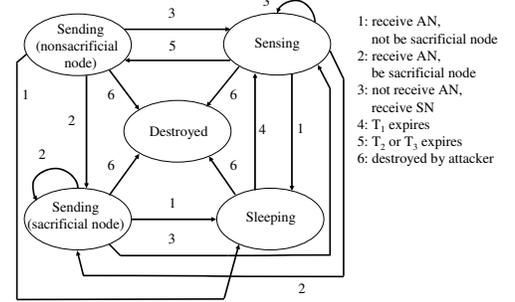 3
3
Sending
(nonsacrificial
node)
Sensing
5
1
6
6
2
Destroyed
4
1
2
6
6
Sending
(sacrificial node)
1
Sleeping
3
2
1: receive AN,
not be sacrificial node
2: receive AN,
be sacrificial node
3: not receive AN,
receive SN
4: T₁ expires
5: T₂ or T₃ expires
6: destroyed by attacker